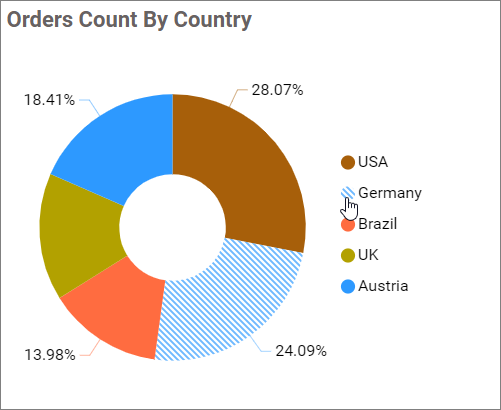 Orders Count By Country
18.41%
28.07%
USA
Germany
Brazil
UK
Austria
13.98%
24.09%